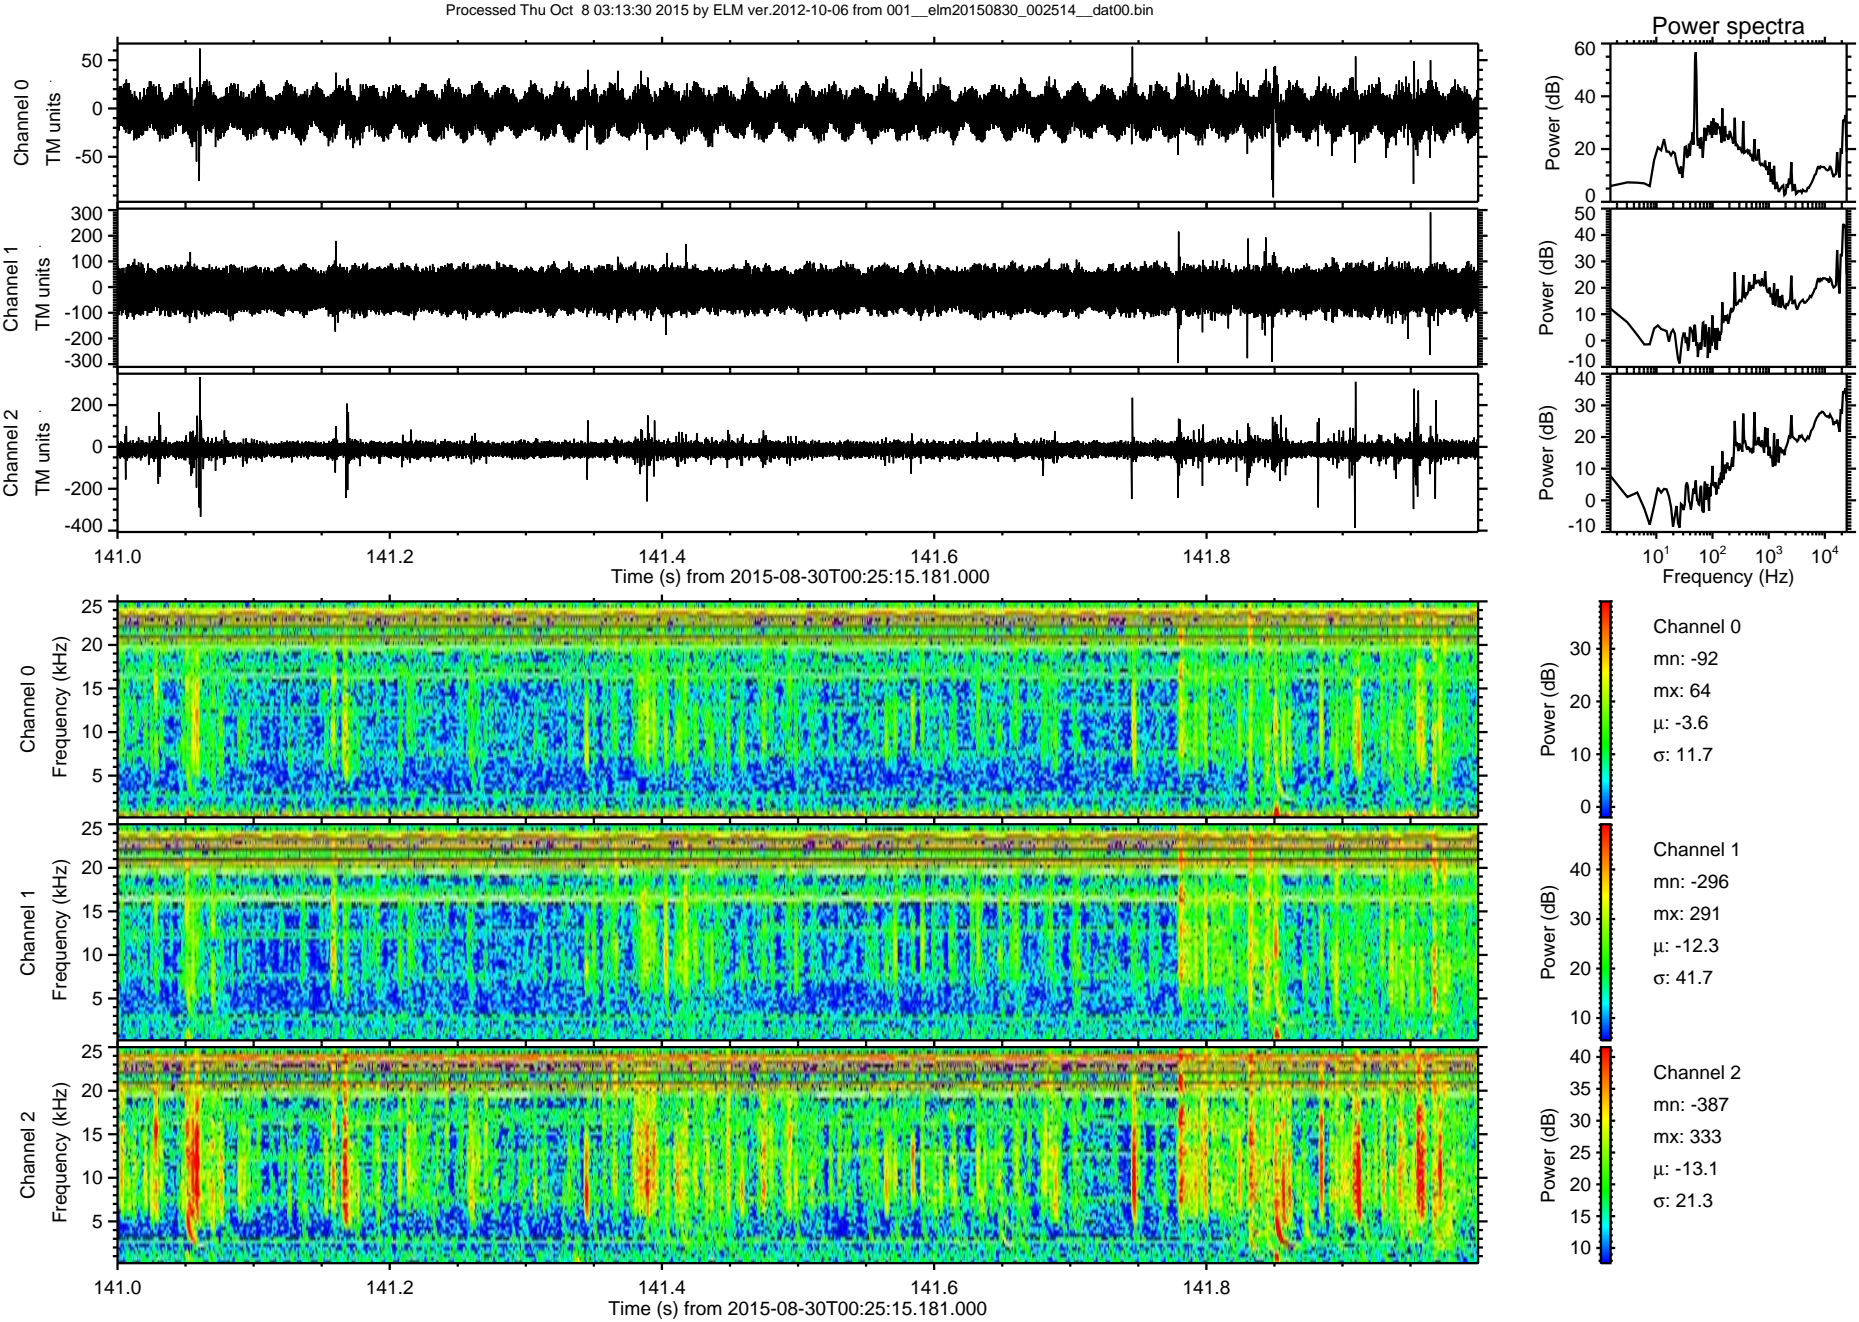 Processed Thu Oct  8 03:13:30 2015 by ELM ver.2012-10-06 from 001__elm20150830_002514__dat00.bin
Power spectra
Channel 0
TM units
50
0
-50
Power (dB)
60
40
20
0
Channel 1
TM units
300
200
100
0
-100
-200
-300
Power (dB)
50
40
30
20
10
0
-10
Channel 2
TM units
200
0
-200
-400
Power (dB)
40
30
20
10
0
-10
141.0 141.2 141.4 141.6 141.8
Time (s) from 2015-08-30T00:25:15.181.000
10¹ 10² 10³ 10⁴
Frequency (Hz)
Channel 0
Frequency (kHz)
25
20
15
10
5
Power (dB)
30
20
10
0
Channel 0
mn: -92
mx: 64
μ: -3.6
σ: 11.7
Channel 1
Frequency (kHz)
25
20
15
10
5
Power (dB)
40
30
20
10
Channel 1
mn: -296
mx: 291
μ: -12.3
σ: 41.7
Channel 2
Frequency (kHz)
25
20
15
10
5
Power (dB)
40
35
30
25
20
15
10
Channel 2
mn: -387
mx: 333
μ: -13.1
σ: 21.3
141.0 141.2 141.4 141.6 141.8
Time (s) from 2015-08-30T00:25:15.181.000